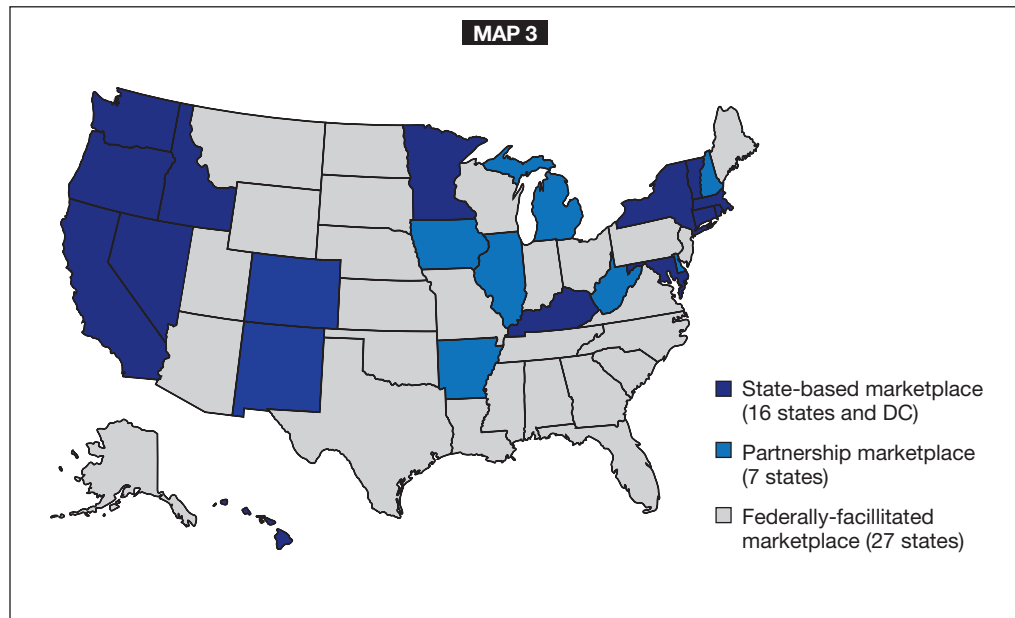 MAP 3
State-based marketplace
(16 states and DC)
Partnership marketplace
(7 states)
Federally-facillitated
marketplace (27 states)